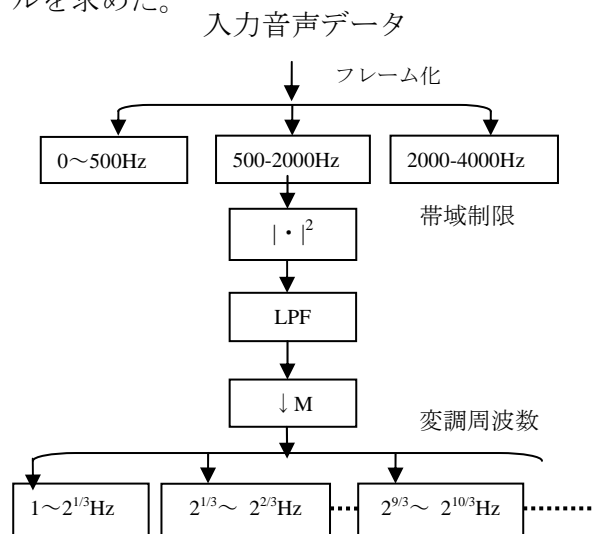 ルを求めた。
入力音声データ
フレーム化
0～500Hz 500-2000Hz 2000-4000Hz
帯域制限
|・|²
LPF
↓M
変調周波数
1～2^{1/3}Hz 2^{1/3}～ 2^{2/3}Hz 2^{9/3}～ 2^{10/3}Hz